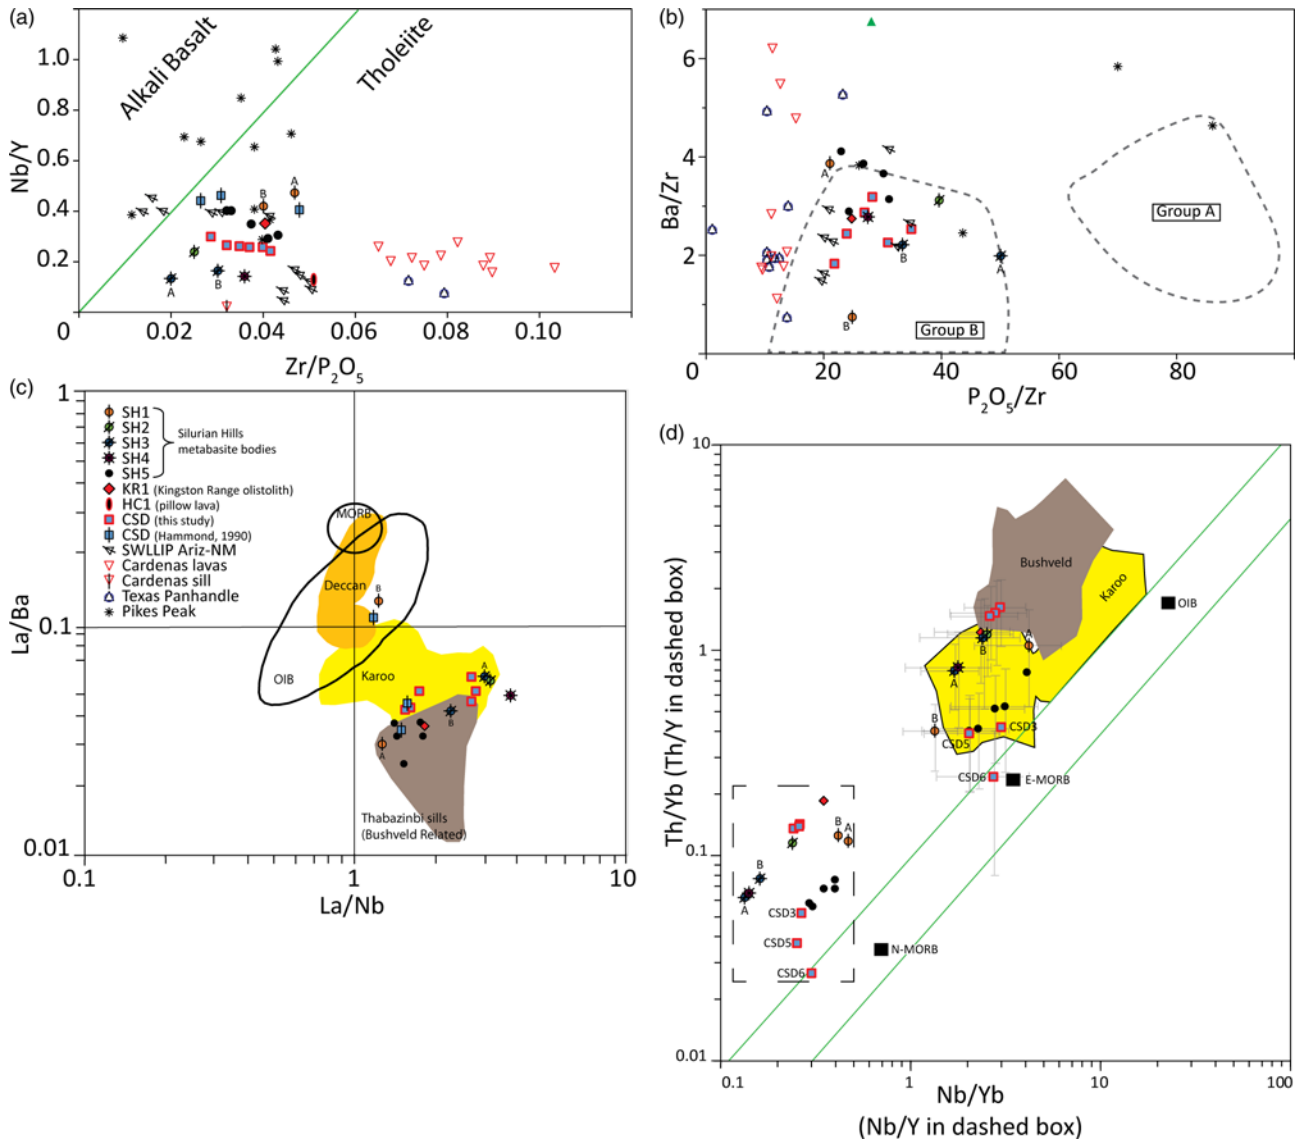 (a)
Alkali Basalt
Tholeiite
1.0
0.8
0.6
0.4
0.2
0
Nb/Y
B
A
A
B
0.02
0.04
0.06
0.08
0.10
Zr/P₂O₅
(b)
6
4
2
0
Ba/Zr
A
B
A
B
Group A
Group B
20
40
60
80
P₂O₅/Zr
(c)
1
0.1
0.01
La/Ba
SH1
SH2
SH3
SH4
SH5
Silurian Hills
metabasite bodies
KR1 (Kingston Range olistolith)
HC1 (pillow lava)
CSD (this study)
CSD (Hammond, 1990)
SWLLIP Ariz-NM
Cardenas lavas
Cardenas sill
Texas Panhandle
Pikes Peak
MORB
Deccan
B
OIB
Karoo
A
B
A
Thabazinbi sills
(Bushveld Related)
0.1
1
10
La/Nb
(d)
10
1
0.1
0.01
Th/Yb (Th/Y in dashed box)
Bushveld
Karoo
OIB
A
B
A
B
CSD3
CSD5
CSD6
E-MORB
B
A
B
A
CSD3
CSD5
CSD6
N-MORB
0.1
1
10
100
Nb/Yb
(Nb/Y in dashed box)